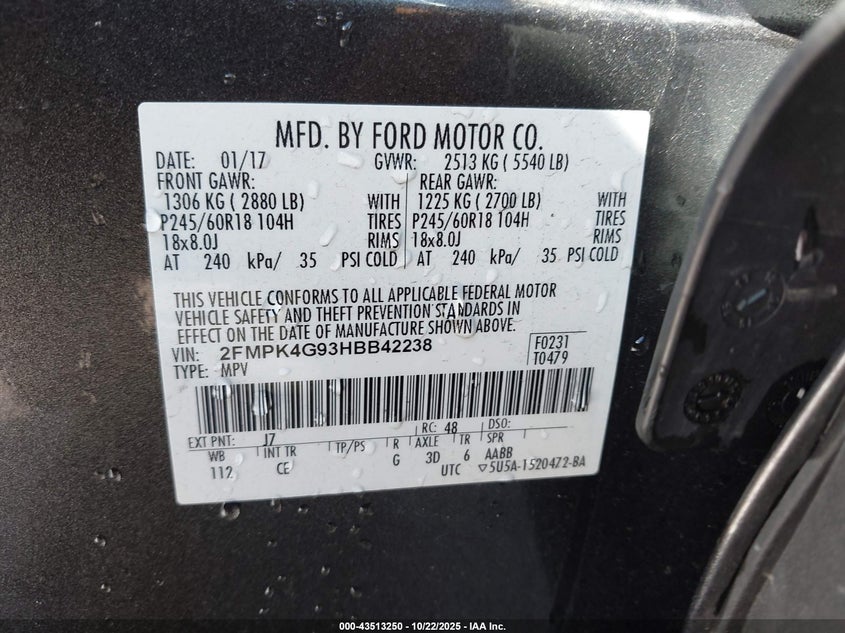 MFD. BY FORD MOTOR CO.
DATE: 01/17 GVWR: 2513 KG ( 5540 LB)
FRONT GAWR: REAR GAWR:
1306 KG ( 2880 LB) WITH 1225 KG ( 2700 LB) WITH
P245/60R18 104H TIRES P245/60R18 104H TIRES
18x8.0J RIMS 18x8.0J RIMS
AT 240 kPa/ 35 PSI COLD AT 240 kPa/ 35 PSI COLD
THIS VEHICLE CONFORMS TO ALL APPLICABLE FEDERAL MOTOR
VEHICLE SAFETY AND THEFT PREVENTION STANDARDS IN
EFFECT ON THE DATE OF MANUFACTURE SHOWN ABOVE.
VIN: 2FMPK4G93HBB42238 F0231
TYPE: MPV T0479
RC: 48 DSO:
EXT PNT: J7
WB INT TR TP/PS R AXLE TR SPR
112 CE G 3D 6 AABB
UTC ▽5U5A-1520472-BA
000-43513250 | 10/22/2025 | IAA Inc.